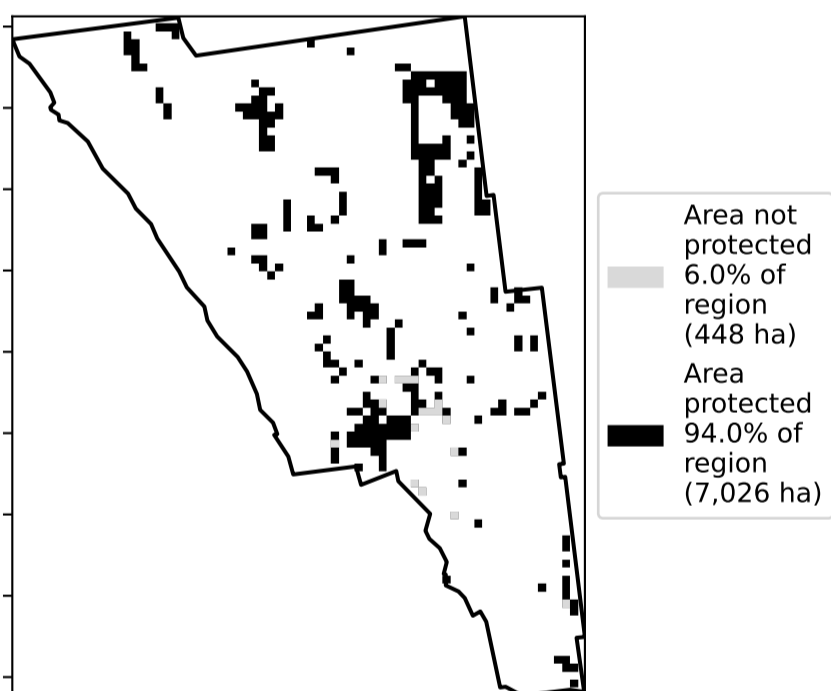 Area not
protected
6.0% of
region
(448 ha)
Area
protected
94.0% of
region
(7,026 ha)